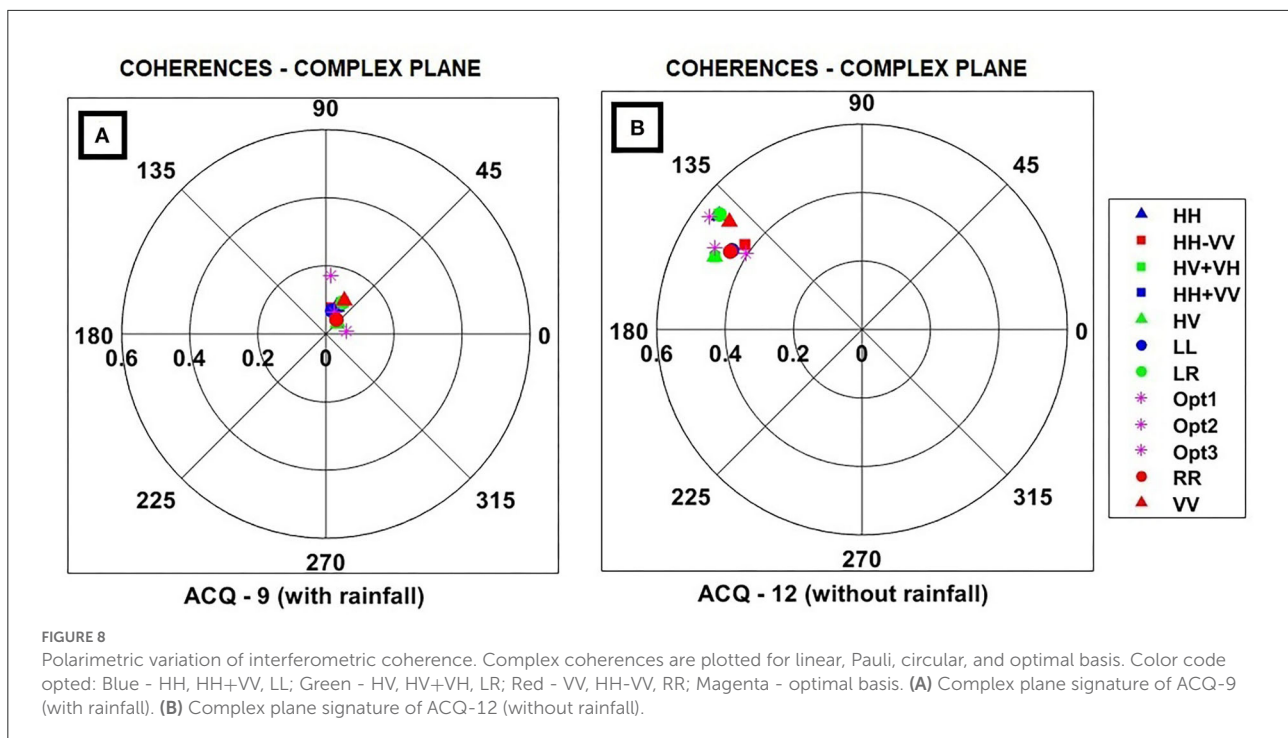 COHERENCES - COMPLEX PLANE
A
90
135
45
180
0
0.6
0.4
0.2
0
225
315
270
ACQ - 9 (with rainfall)
COHERENCES - COMPLEX PLANE
B
90
135
45
180
0
0.6
0.4
0.2
0
225
315
270
ACQ - 12 (without rainfall)
HH
HH-VV
HV+VH
HH+VV
HV
LL
LR
Opt1
Opt2
Opt3
RR
VV
FIGURE 8
Polarimetric variation of interferometric coherence. Complex coherences are plotted for linear, Pauli, circular, and optimal basis. Color code
opted: Blue - HH, HH+VV, LL; Green - HV, HV+VH, LR; Red - VV, HH-VV, RR; Magenta - optimal basis. (A) Complex plane signature of ACQ-9
(with rainfall). (B) Complex plane signature of ACQ-12 (without rainfall).